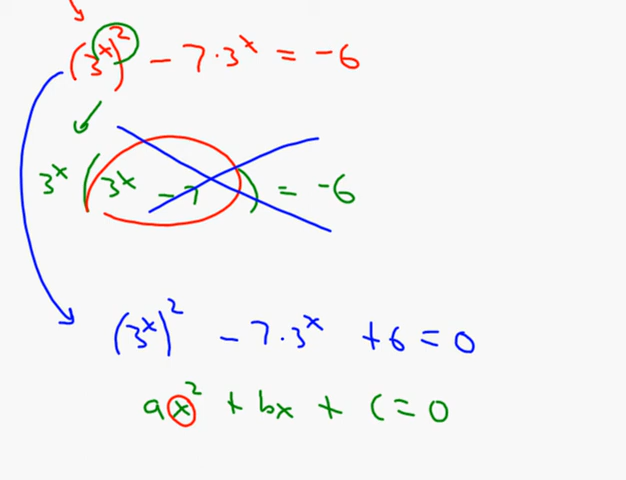 (3^x)^2 - 7·3^x = -6
3^x (3^x - 7) = -6
(3^x)^2 - 7·3^x + 6 = 0
ax^2 + bx + c = 0